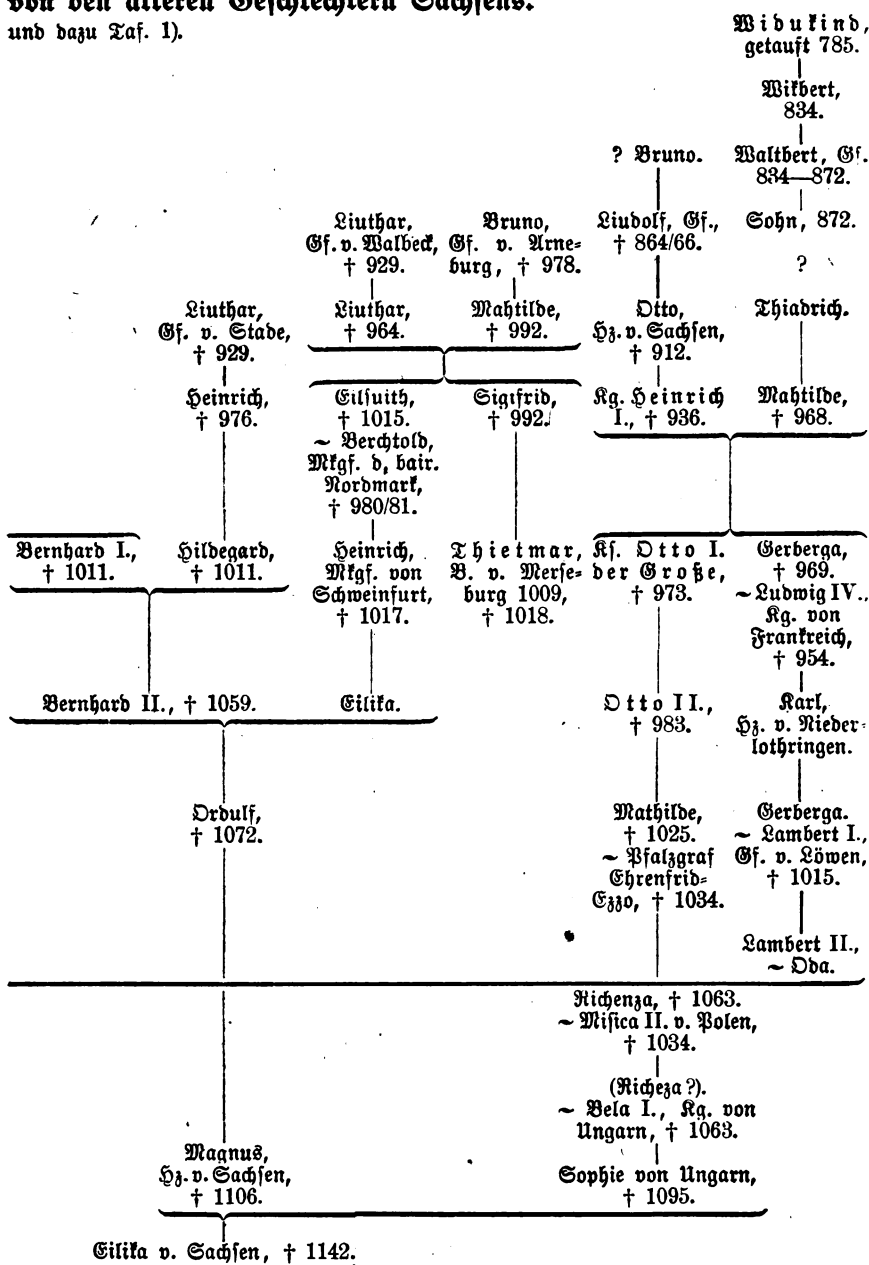 von den älteren Geschlechtern Sachsens.
und dazu Taf. 1).
Widukind,
getauft 785.
Wikbert,
834.
? Bruno.
Waltbert, Gf.
834—872.
Liuthar,
Gf. v. Walbeck,
† 929.
Bruno,
Gf. v. Arne=
burg, † 978.
Liudolf, Gf.,
† 864/66.
Sohn, 872.
?
Liuthar,
Gf. v. Stade,
† 929.
Liuthar,
† 964.
Mahtilde,
† 992.
Otto,
Hz. v. Sachsen,
† 912.
Thiadrich.
Heinrich,
† 976.
Eilsuith,
† 1015.
~ Berchtold,
Mkgf. d. bair.
Nordmark,
† 980/81.
Sigifrid,
† 992.
Kg. Heinrich
I., † 936.
Mahtilde,
† 968.
Bernhard I.,
† 1011.
Hildegard,
† 1011.
Heinrich,
Mkgf. von
Schweinfurt,
† 1017.
Thietmar,
B. v. Merse=
burg 1009,
† 1018.
Ks. Otto I.
der Große,
† 973.
Gerberga,
† 969.
~ Ludwig IV.,
Kg. von
Frankreich,
† 954.
Bernhard II., † 1059.
Eilika.
Otto II.,
† 983.
Karl,
Hz. v. Nieder=
lothringen.
Ordulf,
† 1072.
Mathilde,
† 1025.
~ Pfalzgraf
Ehrenfrid=
Ezzo, † 1034.
Gerberga.
~ Lambert I.,
Gf. v. Löwen,
† 1015.
Lambert II.,
~ Oda.
Richenza, † 1063.
~ Misica II. v. Polen,
† 1034.
(Richeza?).
~ Bela I., Kg. von
Ungarn, † 1063.
Magnus,
Hz. v. Sachsen,
† 1106.
Sophie von Ungarn,
† 1095.
Eilika v. Sachsen, † 1142.